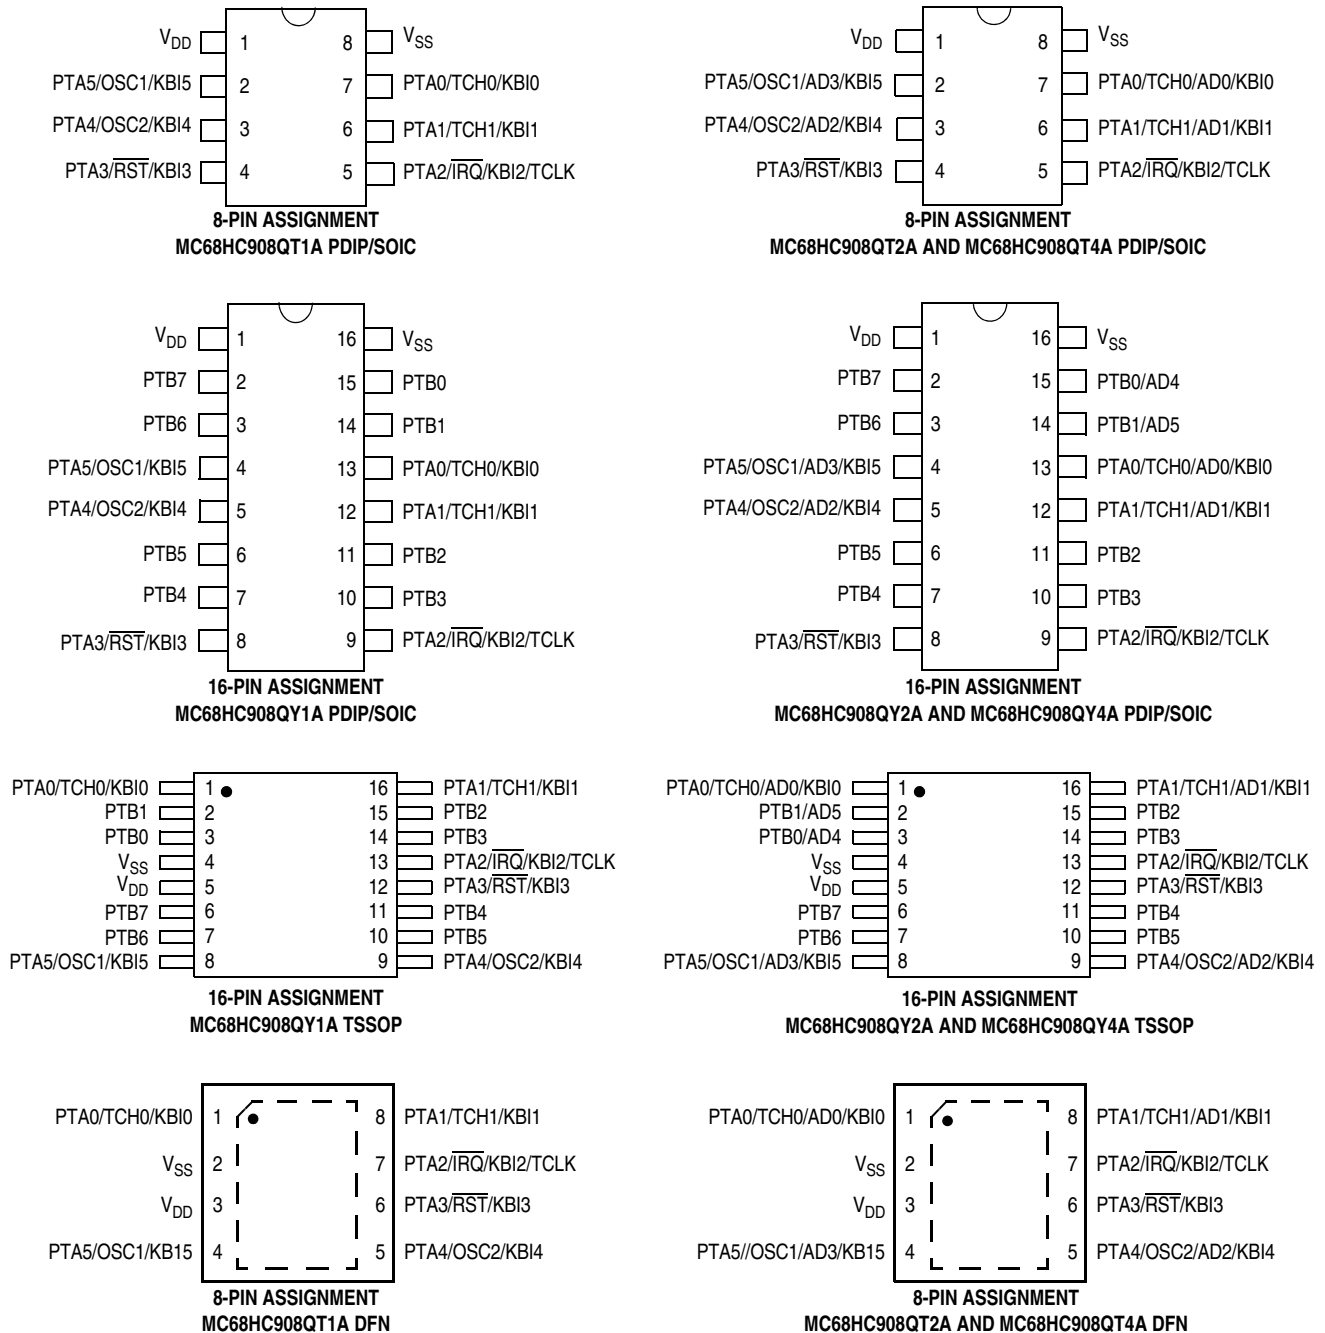 VDD 1 8 VSS
PTA5/OSC1/KBI5 2 7 PTA0/TCH0/KBI0
PTA4/OSC2/KBI4 3 6 PTA1/TCH1/KBI1
PTA3/R̅S̅T̅/KBI3 4 5 PTA2/I̅R̅Q̅/KBI2/TCLK
8-PIN ASSIGNMENT
MC68HC908QT1A PDIP/SOIC
VDD 1 8 VSS
PTA5/OSC1/AD3/KBI5 2 7 PTA0/TCH0/AD0/KBI0
PTA4/OSC2/AD2/KBI4 3 6 PTA1/TCH1/AD1/KBI1
PTA3/R̅S̅T̅/KBI3 4 5 PTA2/I̅R̅Q̅/KBI2/TCLK
8-PIN ASSIGNMENT
MC68HC908QT2A AND MC68HC908QT4A PDIP/SOIC
VDD 1 16 VSS
PTB7 2 15 PTB0
PTB6 3 14 PTB1
PTA5/OSC1/KBI5 4 13 PTA0/TCH0/KBI0
PTA4/OSC2/KBI4 5 12 PTA1/TCH1/KBI1
PTB5 6 11 PTB2
PTB4 7 10 PTB3
PTA3/R̅S̅T̅/KBI3 8 9 PTA2/I̅R̅Q̅/KBI2/TCLK
16-PIN ASSIGNMENT
MC68HC908QY1A PDIP/SOIC
VDD 1 16 VSS
PTB7 2 15 PTB0/AD4
PTB6 3 14 PTB1/AD5
PTA5/OSC1/AD3/KBI5 4 13 PTA0/TCH0/AD0/KBI0
PTA4/OSC2/AD2/KBI4 5 12 PTA1/TCH1/AD1/KBI1
PTB5 6 11 PTB2
PTB4 7 10 PTB3
PTA3/R̅S̅T̅/KBI3 8 9 PTA2/I̅R̅Q̅/KBI2/TCLK
16-PIN ASSIGNMENT
MC68HC908QY2A AND MC68HC908QY4A PDIP/SOIC
PTA0/TCH0/KBI0 1 16 PTA1/TCH1/KBI1
PTB1 2 15 PTB2
PTB0 3 14 PTB3
VSS 4 13 PTA2/I̅R̅Q̅/KBI2/TCLK
VDD 5 12 PTA3/R̅S̅T̅/KBI3
PTB7 6 11 PTB4
PTB6 7 10 PTB5
PTA5/OSC1/KBI5 8 9 PTA4/OSC2/KBI4
16-PIN ASSIGNMENT
MC68HC908QY1A TSSOP
PTA0/TCH0/AD0/KBI0 1 16 PTA1/TCH1/AD1/KBI1
PTB1/AD5 2 15 PTB2
PTB0/AD4 3 14 PTB3
VSS 4 13 PTA2/I̅R̅Q̅/KBI2/TCLK
VDD 5 12 PTA3/R̅S̅T̅/KBI3
PTB7 6 11 PTB4
PTB6 7 10 PTB5
PTA5/OSC1/AD3/KBI5 8 9 PTA4/OSC2/AD2/KBI4
16-PIN ASSIGNMENT
MC68HC908QY2A AND MC68HC908QY4A TSSOP
PTA0/TCH0/KBI0 1 8 PTA1/TCH1/KBI1
VSS 2 7 PTA2/I̅R̅Q̅/KBI2/TCLK
VDD 3 6 PTA3/R̅S̅T̅/KBI3
PTA5/OSC1/KB15 4 5 PTA4/OSC2/KBI4
8-PIN ASSIGNMENT
MC68HC908QT1A DFN
PTA0/TCH0/AD0/KBI0 1 8 PTA1/TCH1/AD1/KBI1
VSS 2 7 PTA2/I̅R̅Q̅/KBI2/TCLK
VDD 3 6 PTA3/R̅S̅T̅/KBI3
PTA5//OSC1/AD3/KB15 4 5 PTA4/OSC2/AD2/KBI4
8-PIN ASSIGNMENT
MC68HC908QT2A AND MC68HC908QT4A DFN